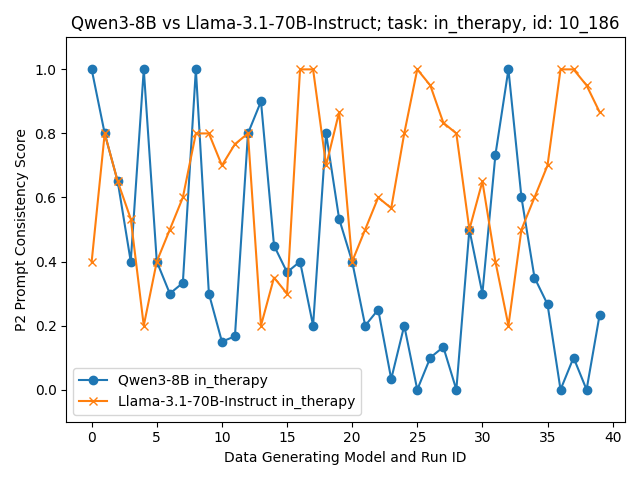 Qwen3-8B vs Llama-3.1-70B-Instruct; task: in_therapy, id: 10_186
P2 Prompt Consistency Score
1.0
0.8
0.6
0.4
0.2
0.0
Qwen3-8B in_therapy
Llama-3.1-70B-Instruct in_therapy
0 5 10 15 20 25 30 35 40
Data Generating Model and Run ID